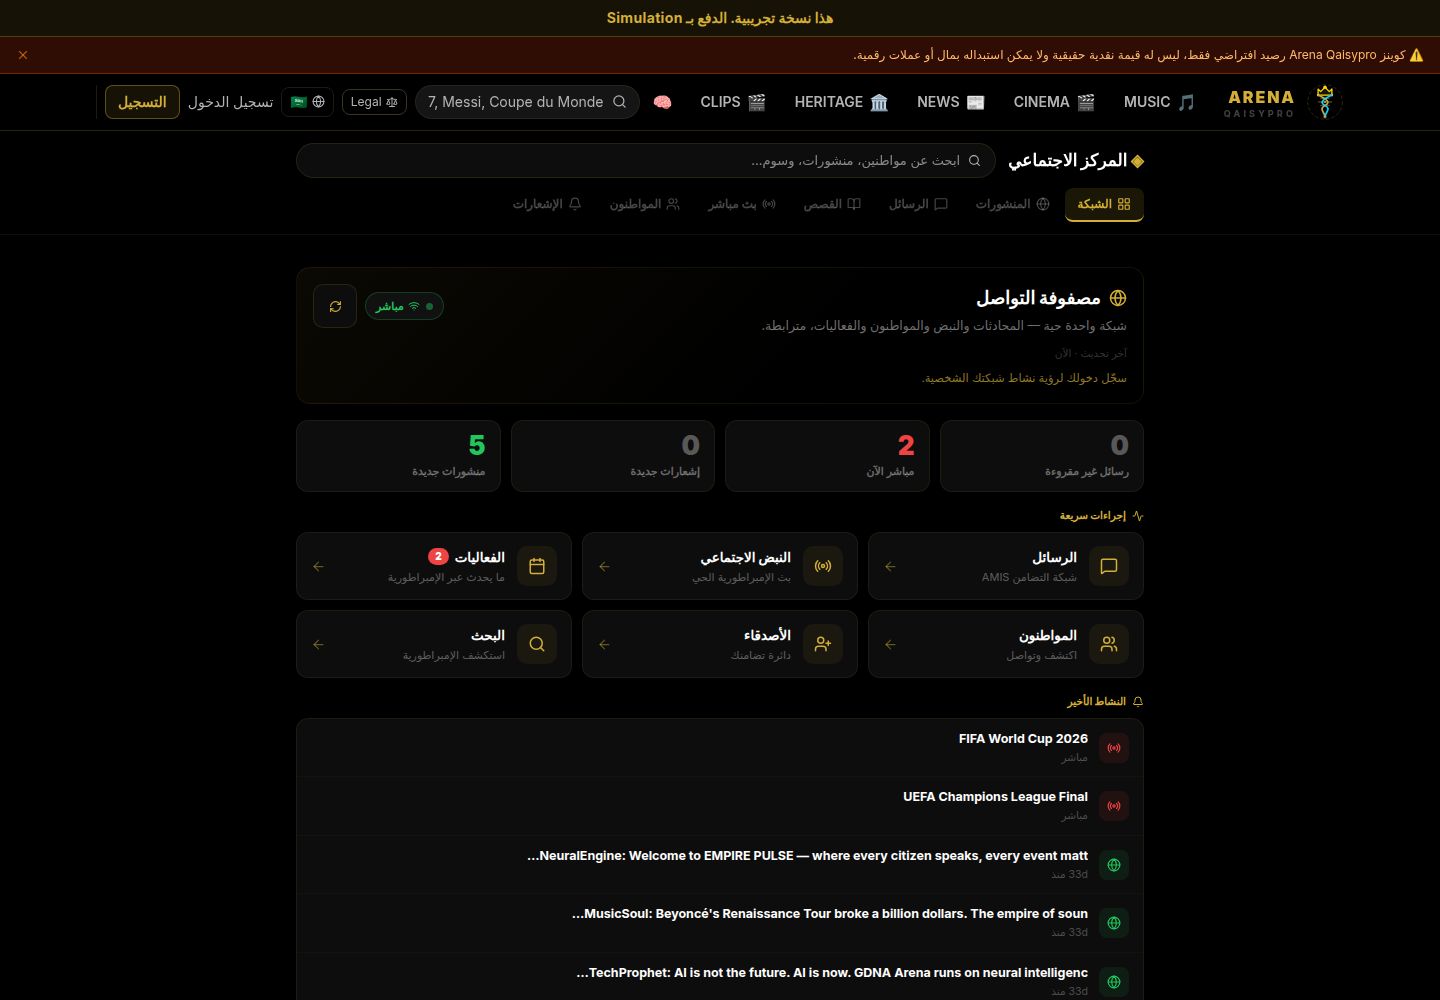 هذا نسخة تجريبية. الدفع بـ Simulation
⚠️ كوينز Arena Qaisypro رصيد افتراضي فقط، ليس له قيمة نقدية حقيقية ولا يمكن استبداله بمال أو عملات رقمية.
ARENA
QAISYPRO
MUSIC
CINEMA
NEWS
HERITAGE
CLIPS
7, Messi, Coupe du Monde
Legal
تسجيل الدخول
التسجيل
المركز الاجتماعي
ابحث عن مواطنين، منشورات، وسوم...
الشبكة
المنشورات
الرسائل
القصص
بث مباشر
المواطنون
الإشعارات
مصفوفة التواصل
مباشر
شبكة واحدة حية — المحادثات والنبض والمواطنون والفعاليات، مترابطة.
آخر تحديث · الآن
سجّل دخولك لرؤية نشاط شبكتك الشخصية.
0
رسائل غير مقروءة
2
مباشر الآن
0
إشعارات جديدة
5
منشورات جديدة
إجراءات سريعة
الرسائل
شبكة التضامن AMIS
النبض الاجتماعي
بث الإمبراطورية الحي
الفعاليات 2
ما يحدث عبر الإمبراطورية
المواطنون
اكتشف وتواصل
الأصدقاء
دائرة تضامنك
البحث
استكشف الإمبراطورية
النشاط الأخير
FIFA World Cup 2026
مباشر
UEFA Champions League Final
مباشر
NeuralEngine: Welcome to EMPIRE PULSE — where every citizen speaks, every event matt...
33d منذ
MusicSoul: Beyoncé's Renaissance Tour broke a billion dollars. The empire of soun...
33d منذ
TechProphet: AI is not the future. AI is now. GDNA Arena runs on neural intelligenc...
33d منذ